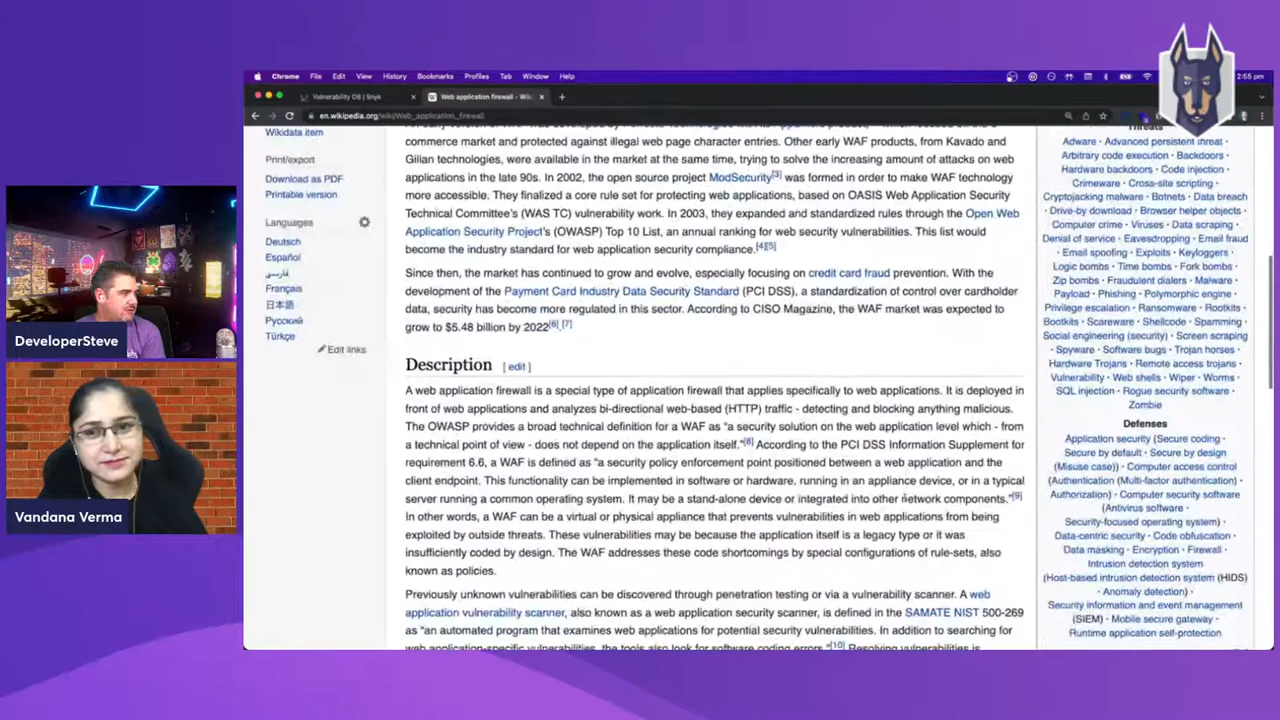 Chrome File Edit View History Bookmarks Profiles Tab Window Help
2:55 pm
Vulnerability DB | Snyk
Web application firewall - Wiki
en.wikipedia.org/wiki/Web_application_firewall
Wikidata item
Print/export
Download as PDF
Printable version
Languages
Deutsch
Español
فارسی
Français
日本語
Русский
Türkçe
Edit links
commerce market and protected against illegal web page character entries. Other early WAF products, from Kavado and
Gilian technologies, were available in the market at the same time, trying to solve the increasing amount of attacks on web
applications in the late 90s. In 2002, the open source project ModSecurity[3] was formed in order to make WAF technology
more accessible. They finalized a core rule set for protecting web applications, based on OASIS Web Application Security
Technical Committee's (WAS TC) vulnerability work. In 2003, they expanded and standardized rules through the Open Web
Application Security Project's (OWASP) Top 10 List, an annual ranking for web security vulnerabilities. This list would
become the industry standard for web application security compliance.[4][5]
Since then, the market has continued to grow and evolve, especially focusing on credit card fraud prevention. With the
development of the Payment Card Industry Data Security Standard (PCI DSS), a standardization of control over cardholder
data, security has become more regulated in this sector. According to CISO Magazine, the WAF market was expected to
grow to $5.48 billion by 2022[6].[7]
Description [ edit ]
A web application firewall is a special type of application firewall that applies specifically to web applications. It is deployed in
front of web applications and analyzes bi-directional web-based (HTTP) traffic - detecting and blocking anything malicious.
The OWASP provides a broad technical definition for a WAF as "a security solution on the web application level which - from
a technical point of view - does not depend on the application itself."[8] According to the PCI DSS Information Supplement for
requirement 6.6, a WAF is defined as "a security policy enforcement point positioned between a web application and the
client endpoint. This functionality can be implemented in software or hardware, running in an appliance device, or in a typical
server running a common operating system. It may be a stand-alone device or integrated into other network components."[9]
In other words, a WAF can be a virtual or physical appliance that prevents vulnerabilities in web applications from being
exploited by outside threats. These vulnerabilities may be because the application itself is a legacy type or it was
insufficiently coded by design. The WAF addresses these code shortcomings by special configurations of rule-sets, also
known as policies.
Previously unknown vulnerabilities can be discovered through penetration testing or via a vulnerability scanner. A web
application vulnerability scanner, also known as a web application security scanner, is defined in the SAMATE NIST 500-269
as "an automated program that examines web applications for potential security vulnerabilities. In addition to searching for
web application-specific vulnerabilities, the tools also look for software coding errors."[10] Resolving vulnerabilities is
Threats
Adware · Advanced persistent threat ·
Arbitrary code execution · Backdoors ·
Hardware backdoors · Code injection ·
Crimeware · Cross-site scripting ·
Cryptojacking malware · Botnets · Data breach
· Drive-by download · Browser helper objects ·
Computer crime · Viruses · Data scraping ·
Denial of service · Eavesdropping · Email fraud
· Email spoofing · Exploits · Keyloggers ·
Logic bombs · Time bombs · Fork bombs ·
Zip bombs · Fraudulent dialers · Malware ·
Payload · Phishing · Polymorphic engine ·
Privilege escalation · Ransomware · Rootkits ·
Bootkits · Scareware · Shellcode · Spamming ·
Social engineering (security) · Screen scraping
· Spyware · Software bugs · Trojan horses ·
Hardware Trojans · Remote access trojans ·
Vulnerability · Web shells · Wiper · Worms ·
SQL injection · Rogue security software ·
Zombie
Defenses
Application security (Secure coding ·
Secure by default · Secure by design ·
(Misuse case)) · Computer access control ·
(Authentication (Multi-factor authentication) ·
Authorization) · Computer security software
(Antivirus software ·
Security-focused operating system) ·
Data-centric security · Code obfuscation ·
Data masking · Encryption · Firewall ·
Intrusion detection system
(Host-based intrusion detection system (HIDS)
· Anomaly detection) ·
Security information and event management
(SIEM) · Mobile secure gateway ·
Runtime application self-protection
DeveloperSteve
Vandana Verma